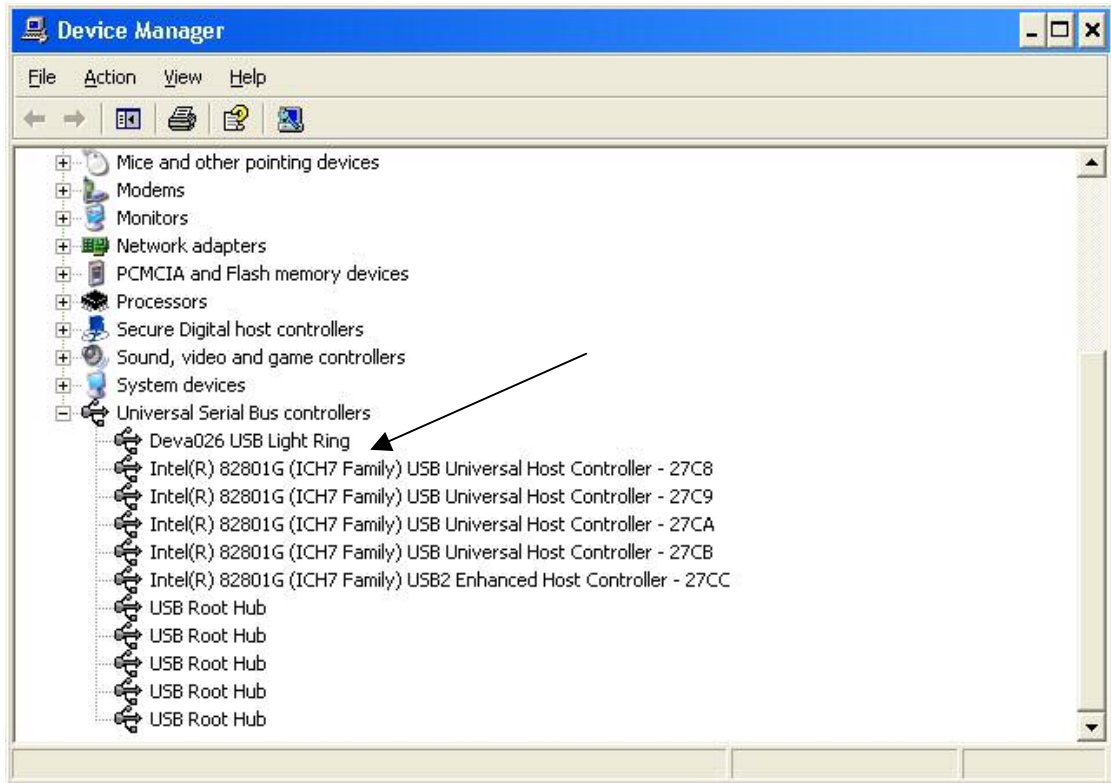 Device Manager
File Action View Help
Mice and other pointing devices
Modems
Monitors
Network adapters
PCMCIA and Flash memory devices
Processors
Secure Digital host controllers
Sound, video and game controllers
System devices
Universal Serial Bus controllers
Deva026 USB Light Ring
Intel(R) 82801G (ICH7 Family) USB Universal Host Controller - 27C8
Intel(R) 82801G (ICH7 Family) USB Universal Host Controller - 27C9
Intel(R) 82801G (ICH7 Family) USB Universal Host Controller - 27CA
Intel(R) 82801G (ICH7 Family) USB Universal Host Controller - 27CB
Intel(R) 82801G (ICH7 Family) USB2 Enhanced Host Controller - 27CC
USB Root Hub
USB Root Hub
USB Root Hub
USB Root Hub
USB Root Hub